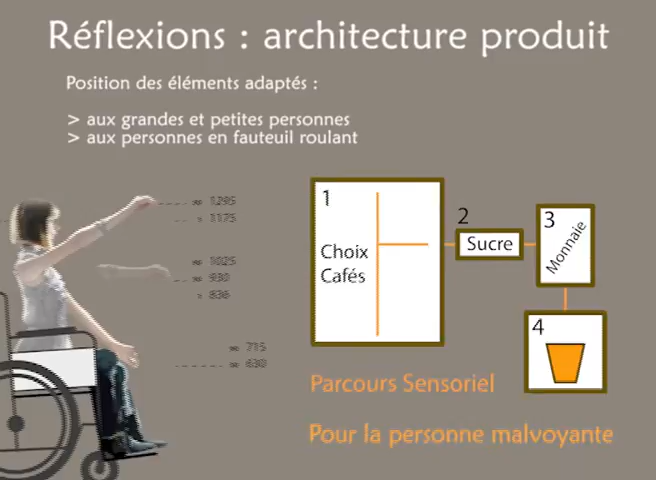 Réflexions : architecture produit
Position des éléments adaptés :
> aux grandes et petites personnes
> aux personnes en fauteuil roulant
1295
1175
1025
930
836
715
630
1
Choix
Cafés
2
Sucre
3
Monnaie
4
Parcours Sensoriel
Pour la personne malvoyante